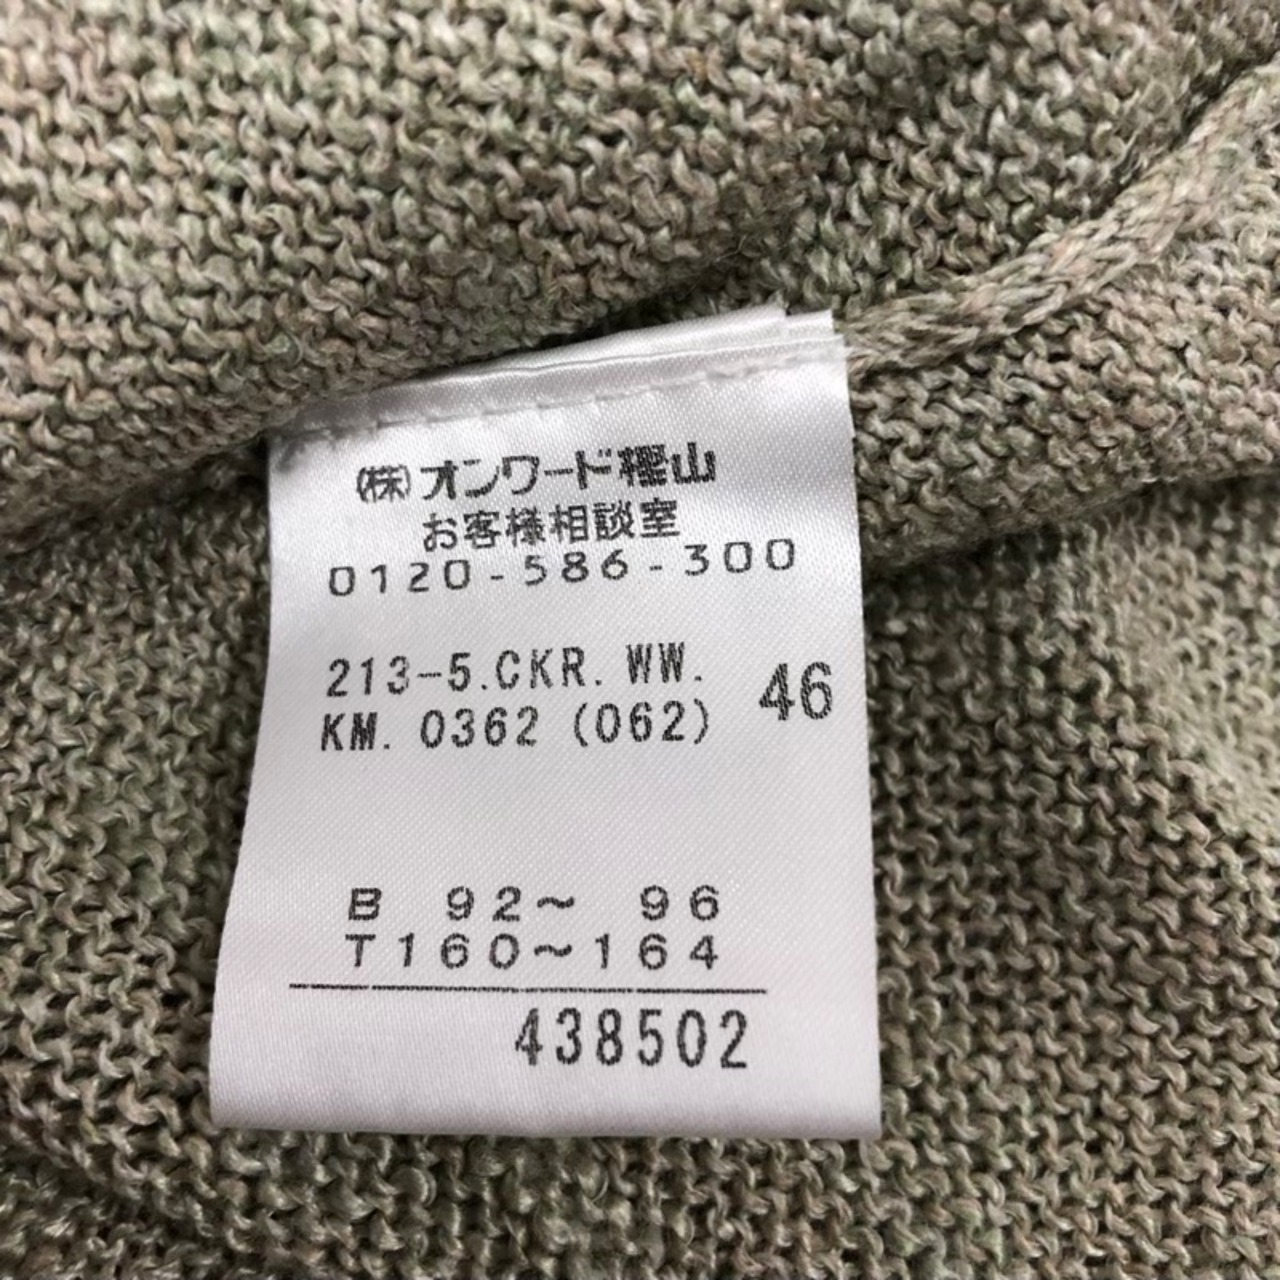 ㈱オンワード樫山
お客様相談室
0120-586-300
213-5.CKR. WW.
KM. 0362 (062) 46
B 92～ 96
T160～164
438502